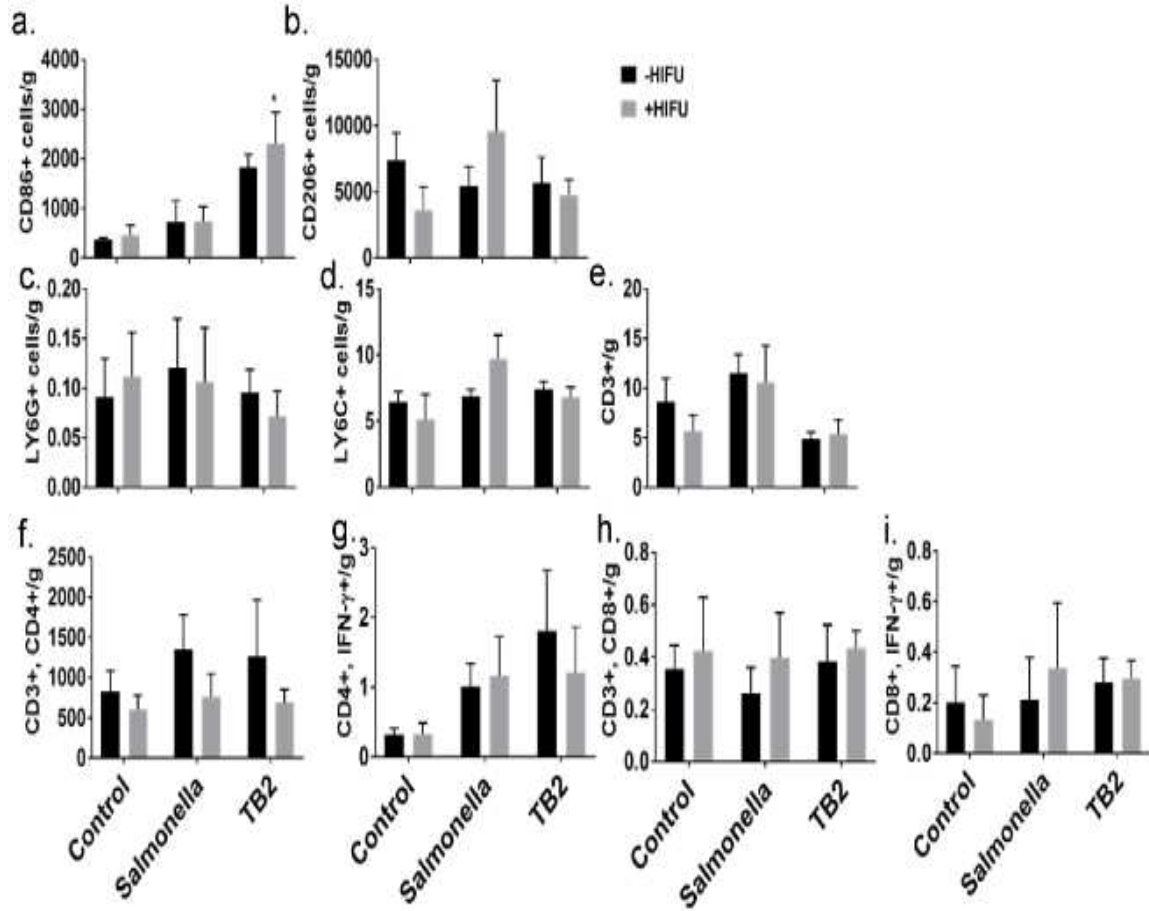 a.
CD86+ cells/g
4000
3000
2000
1000
0
*
b.
CD206+ cells/g
15000
10000
5000
0
-HIFU
+HIFU
c.
LY6G+ cells/g
0.20
0.15
0.10
0.05
0.00
d.
LY6C+ cells/g
15
10
5
0
e.
CD3+/g
20
15
10
5
0
f.
CD3+, CD4+/g
2500
2000
1500
1000
500
0
Control
Salmonella
TB2
g.
CD4+, IFN-γ+/g
3
2
1
0
Control
Salmonella
TB2
h.
CD3+, CD8+/g
0.8
0.6
0.4
0.2
0.0
Control
Salmonella
TB2
i.
CD8+, IFN-γ+/g
0.8
0.6
0.4
0.2
0.0
Control
Salmonella
TB2